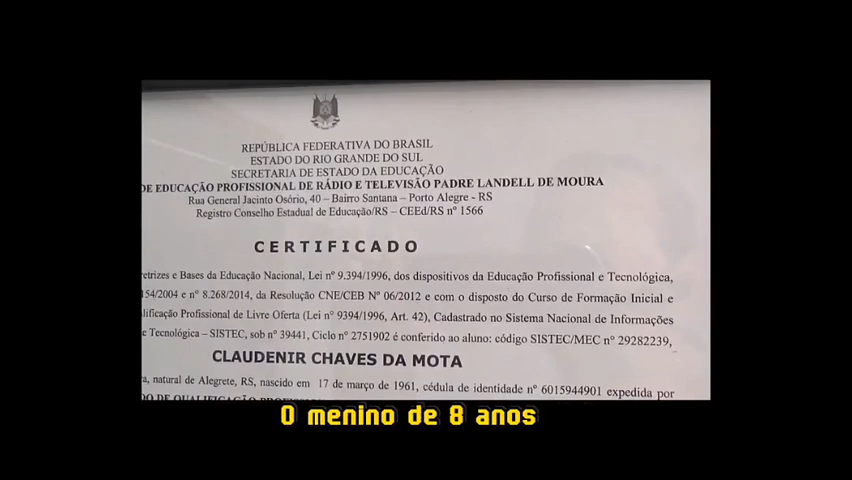 REPÚBLICA FEDERATIVA DO BRASIL
ESTADO DO RIO GRANDE DO SUL
SECRETARIA DE ESTADO DA EDUCAÇÃO
DE EDUCAÇÃO PROFISSIONAL DE RÁDIO E TELEVISÃO PADRE LANDELL DE MOURA
Rua General Jacinto Osório, 40 – Bairro Santana – Porto Alegre - RS
Registro Conselho Estadual de Educação/RS – CEEd/RS nº 1566
CERTIFICADO
etrizes e Bases da Educação Nacional, Lei nº 9.394/1996, dos dispositivos da Educação Profissional e Tecnológica,
154/2004 e nº 8.268/2014, da Resolução CNE/CEB Nº 06/2012 e com o disposto do Curso de Formação Inicial e
lificação Profissional de Livre Oferta (Lei nº 9394/1996, Art. 42), Cadastrado no Sistema Nacional de Informações
e Tecnológica – SISTEC, sob nº 39441, Ciclo nº 2751902 é conferido ao aluno: código SISTEC/MEC nº 29282239,
CLAUDENIR CHAVES DA MOTA
a, natural de Alegrete, RS, nascido em 17 de março de 1961, cédula de identidade nº 6015944901 expedida por
O menino de 8 anos